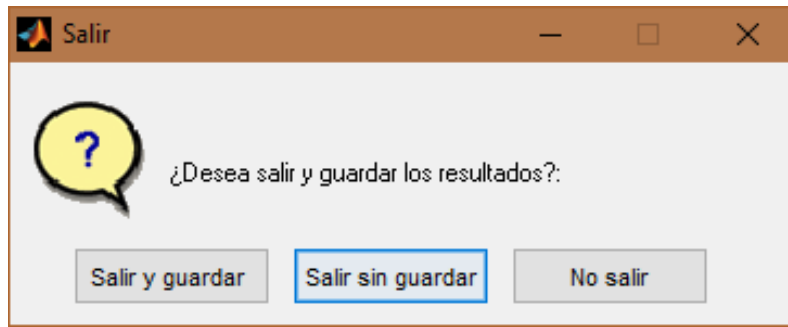 Salir
?
¿Desea salir y guardar los resultados?:
Salir y guardar
Salir sin guardar
No salir